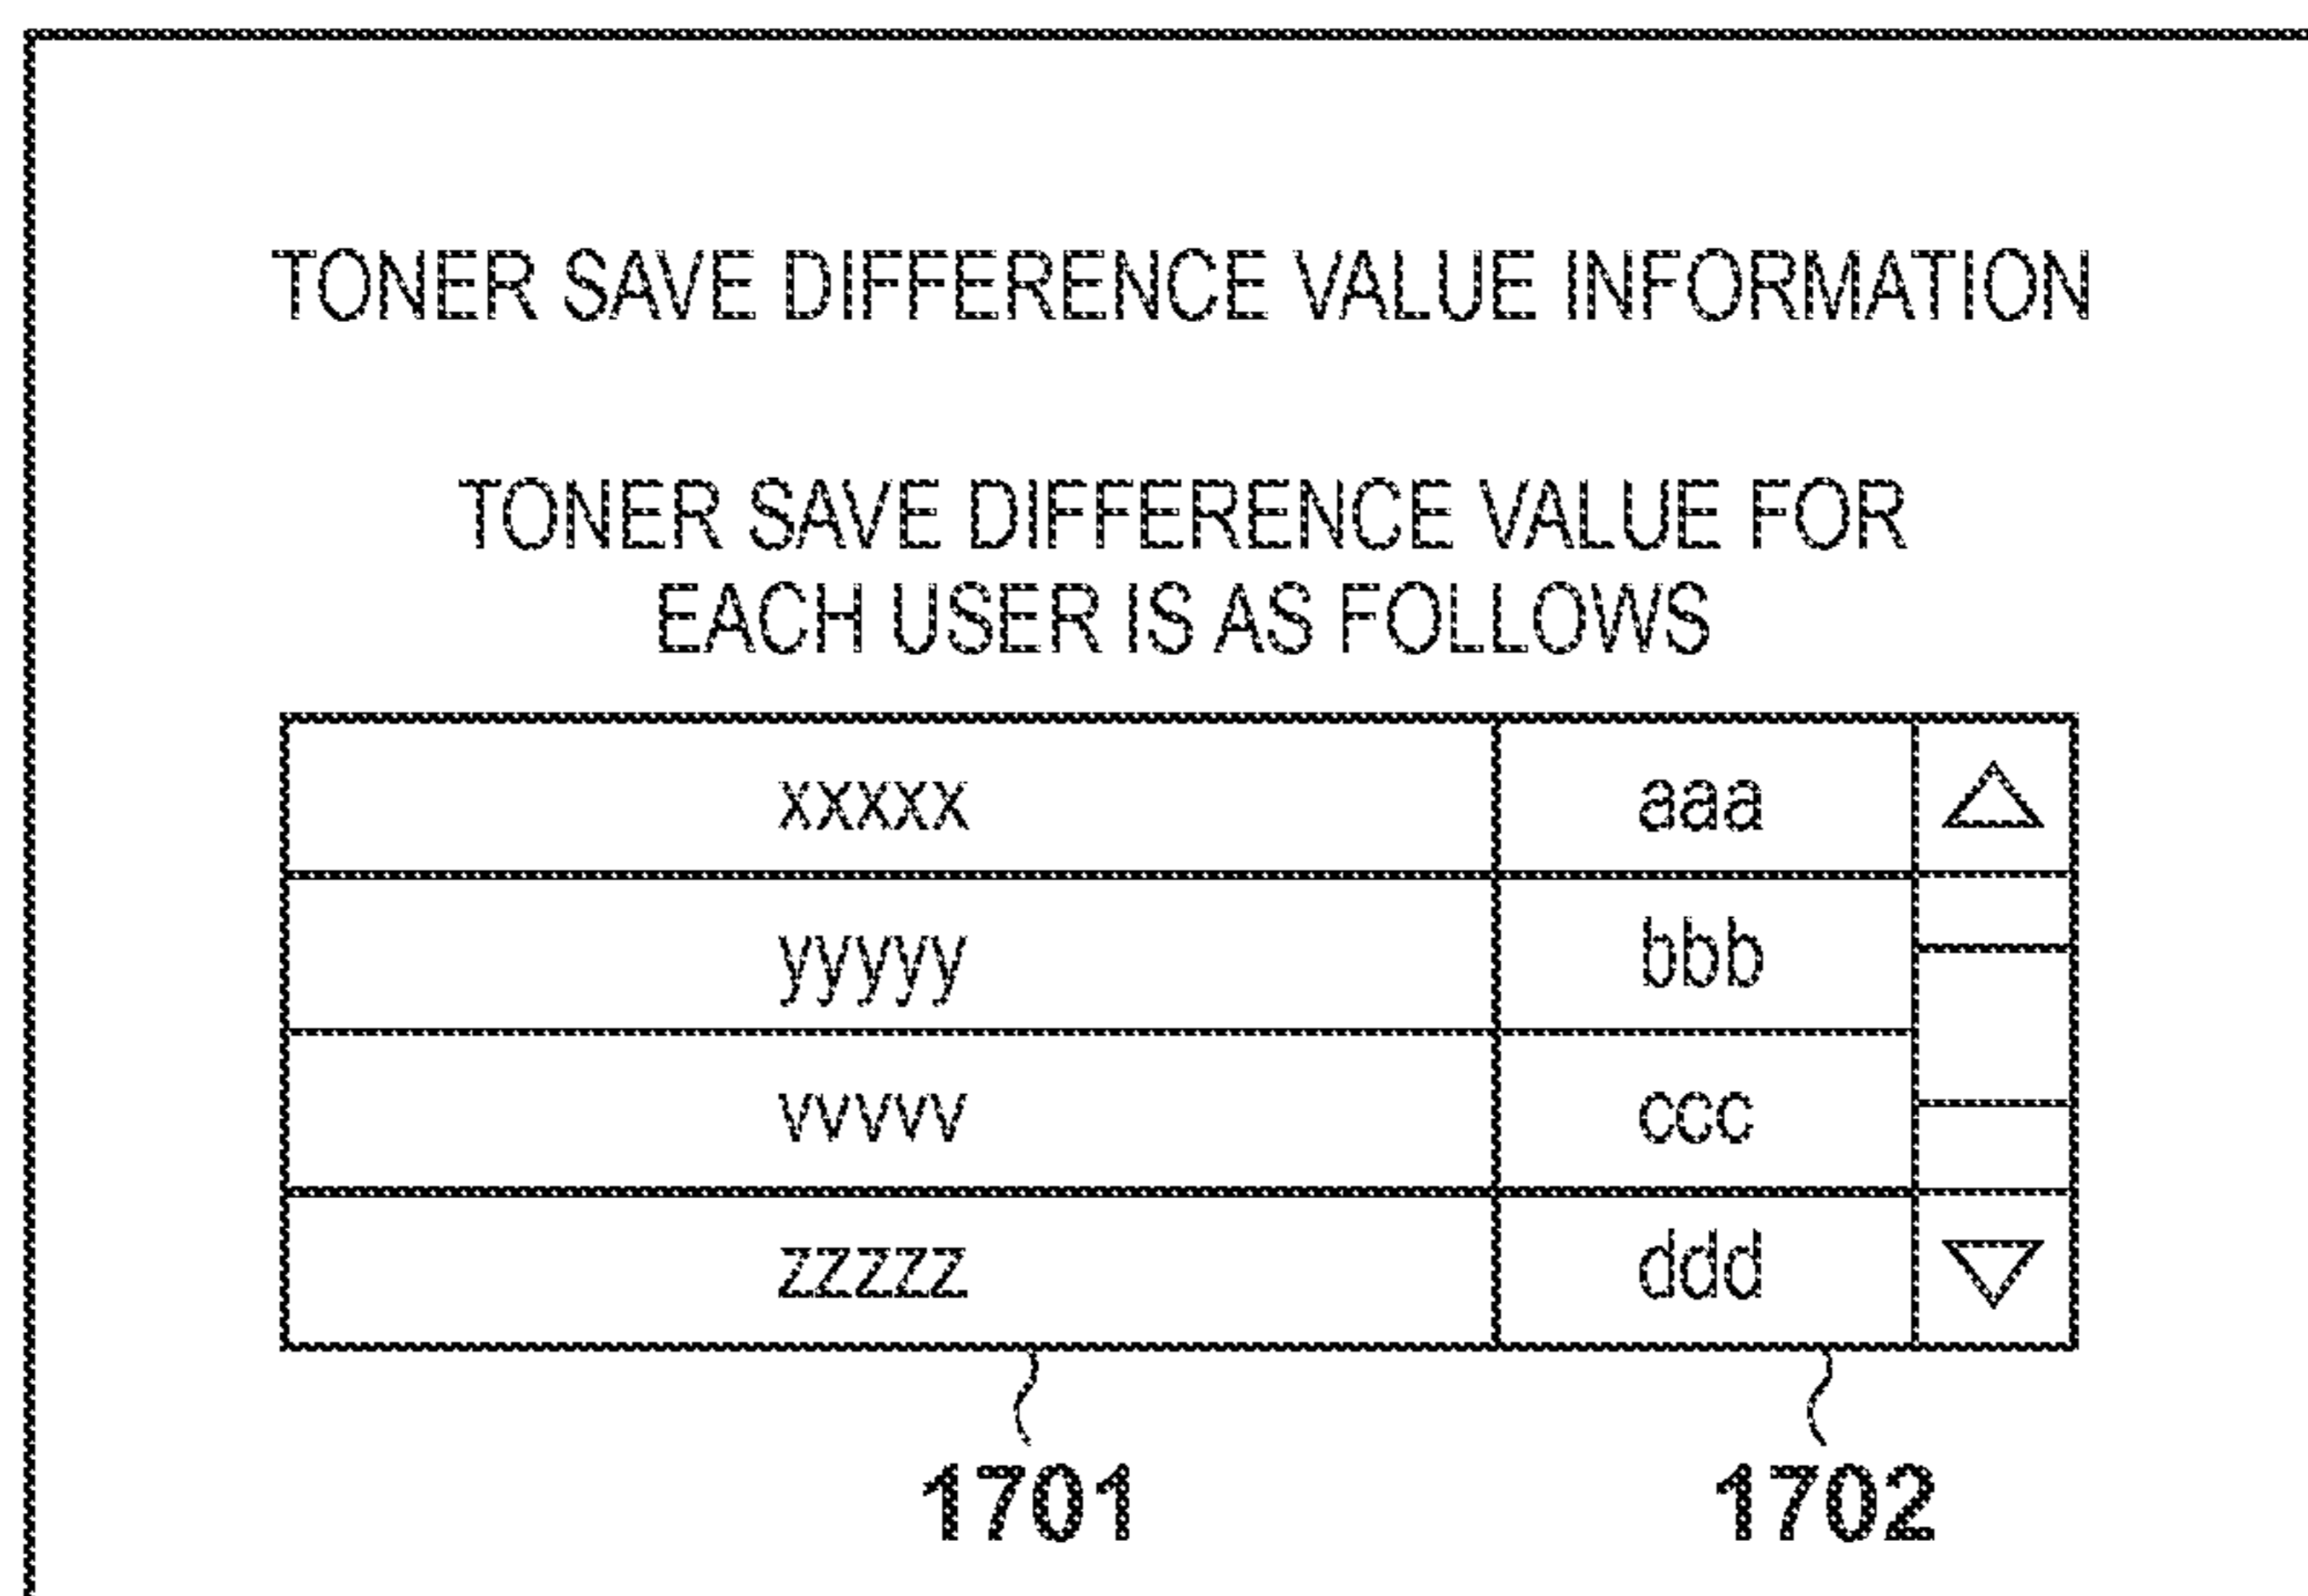 TONER SAVE DIFFERENCE VALUE INFORMATION
TONER SAVE DIFFERENCE VALUE FOR
EACH USER IS AS FOLLOWS
xxxxx aaa
yyyyy bbb
vvvvv ccc
zzzzz ddd
1701 1702